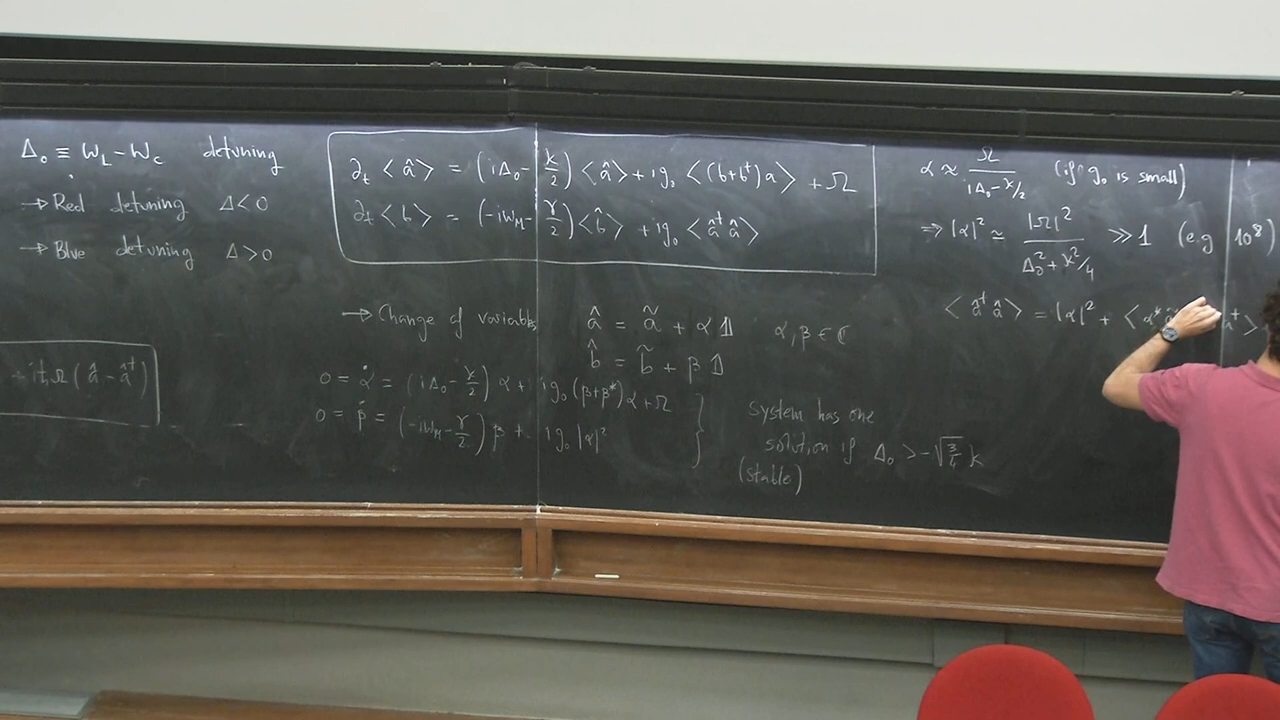 Δ₀ ≡ ω_L - ω_c detuning
→ Red detuning Δ<0
→ Blue detuning Δ>0
+ iħΩ(â - â†)
∂_t <â> = (iΔ₀ - κ/2) <â> + ig₀ <(b+b†)a> + Ω
∂_t <b> = (-iω_M - γ/2) <b̂> + ig₀ <â†â>
→ Change of variables
â = ã + α 𝟙
α, β ∈ ℂ
b̂ = b̃ + β 𝟙
0 = α̇ = (iΔ₀ - κ/2) α + ig₀(β+β*)α + Ω
0 = β̇ = (-iω_M - γ/2) β + ig₀ |α|²
system has one
solution if Δ₀ > -√(3/4) κ
(stable)
α ≈ Ω / (iΔ₀ - κ/2) (if g₀ is small)
⇒ |α|² ≃ |Ω|² / (Δ₀² + κ²/4) ≫ 1 (e.g 10⁸)
<â†â> = |α|² + <α*